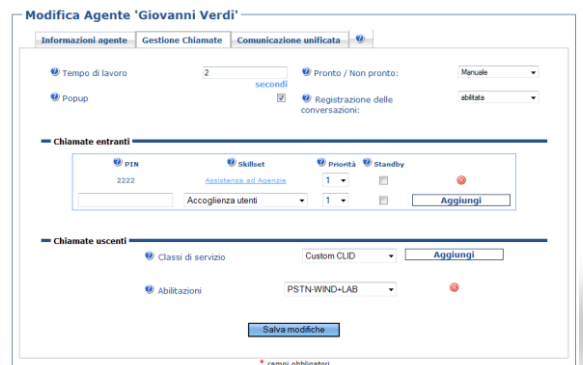 Modifica Agente 'Giovanni Verdi'
Informazioni agente Gestione Chiamate Comunicazione unificata
Tempo di lavoro 2 Pronto / Non pronto: Manuale
secondi
Popup Registrazione delle abilitata
conversazioni:
Chiamate entranti
PIN Skillset Priorità Standby
2222 Assistenza ad Agenzie 1
Accoglienza utenti 1 Aggiungi
Chiamate uscenti
Classi di servizio Custom CLID Aggiungi
Abilitazioni PSTN-WIND+LAB
Salva modifiche
* campi obbligatori